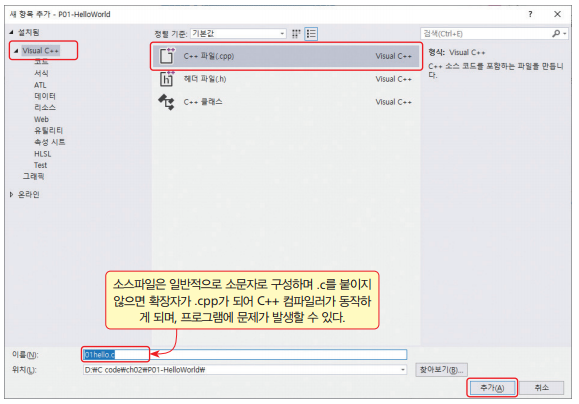 새 항목 추가 - P01-HelloWorld
? ×
설치됨
정렬 기준: 기본값
검색(Ctrl+E)
Visual C++
코드
서식
ATL
데이터
리소스
Web
유틸리티
속성 시트
HLSL
Test
그래픽
온라인
C++ 파일(.cpp) Visual C++
헤더 파일(.h) Visual C++
C++ 클래스 Visual C++
형식: Visual C++
C++ 소스 코드를 포함하는 파일을 만듭니
다.
소스파일은 일반적으로 소문자로 구성하며 .c를 붙이지
않으면 확장자가 .cpp가 되어 C++ 컴파일러가 동작하
게 되며, 프로그램에 문제가 발생할 수 있다.
이름(N): 01hello.c
위치(L): D:₩C code₩ch02₩P01-HelloWorld₩ 찾아보기(B)...
추가(A) 취소